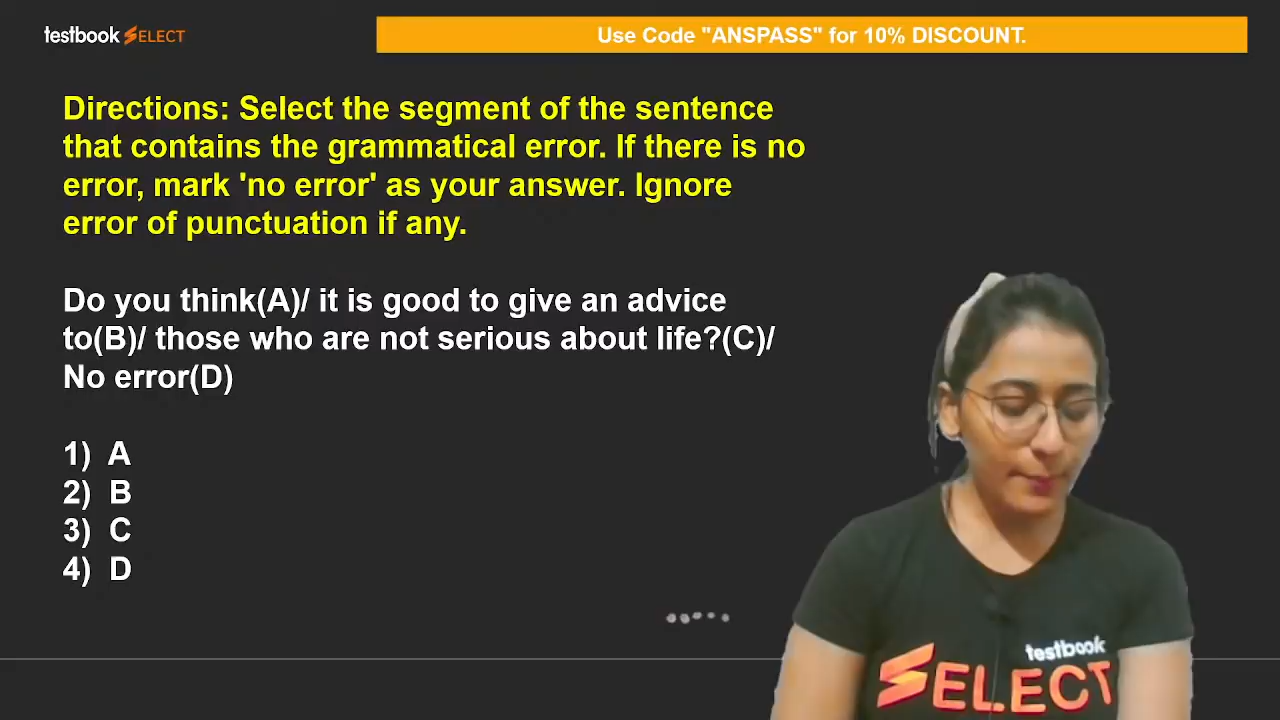 testbook SELECT
Use Code "ANSPASS" for 10% DISCOUNT.
Directions: Select the segment of the sentence
that contains the grammatical error. If there is no
error, mark 'no error' as your answer. Ignore
error of punctuation if any.
Do you think(A)/ it is good to give an advice
to(B)/ those who are not serious about life?(C)/
No error(D)
1) A
2) B
3) C
4) D
testbook
SELECT